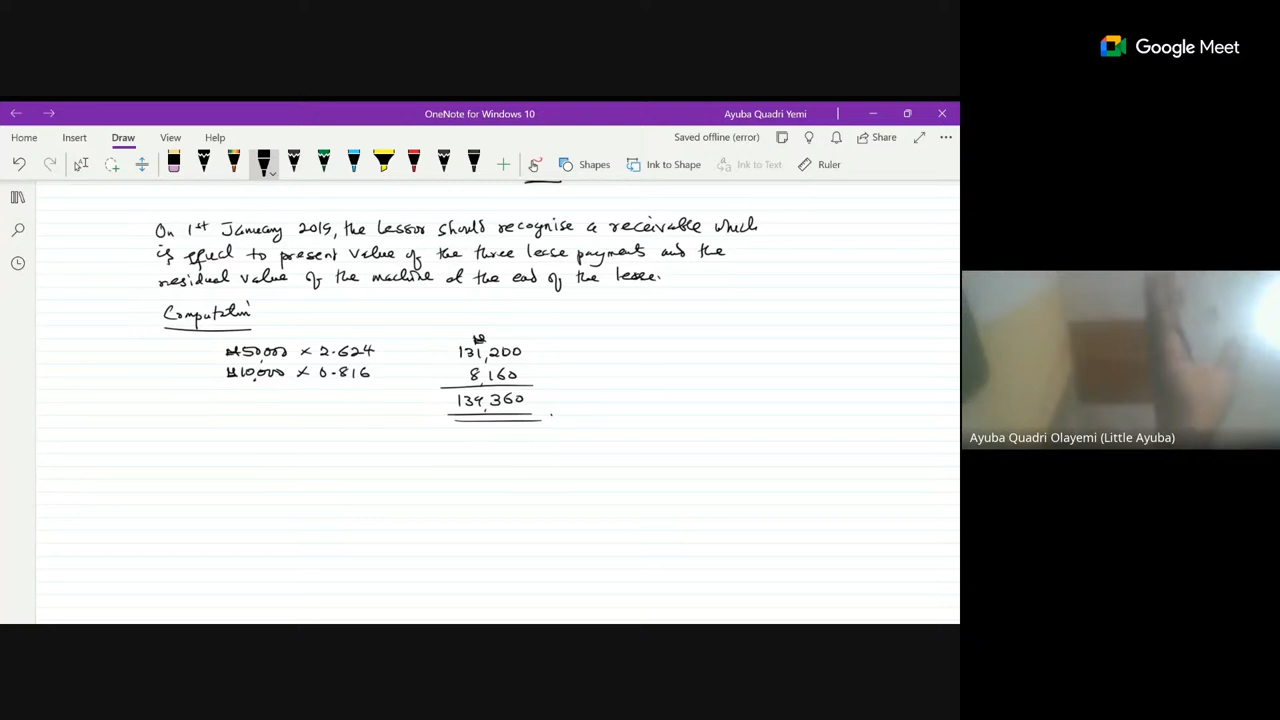 Google Meet
OneNote for Windows 10
Ayuba Quadri Yemi
Home Insert Draw View Help
Saved offline (error)
Share
Shapes
Ink to Shape
Ink to Text
Ruler
On 1st January 2019, the lessor should recognise a receivable which
is equal to present value of the three lease payments and the
residual value of the machine at the end of the lease.
Computatin
₦
₦50,000 × 2.624 131,200
₦10,000 × 0.816 8,160
139,360
Ayuba Quadri Olayemi (Little Ayuba)